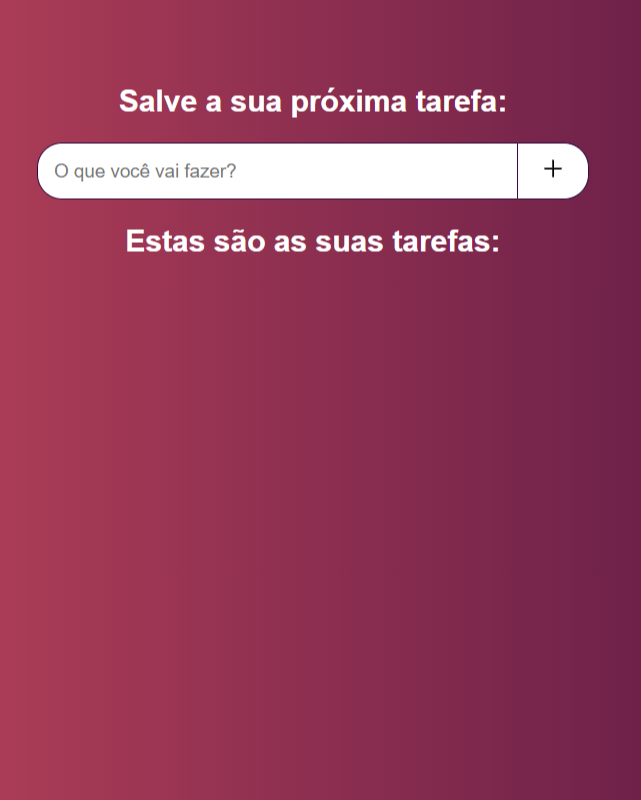 Salve a sua próxima tarefa:
O que você vai fazer?
+
Estas são as suas tarefas: